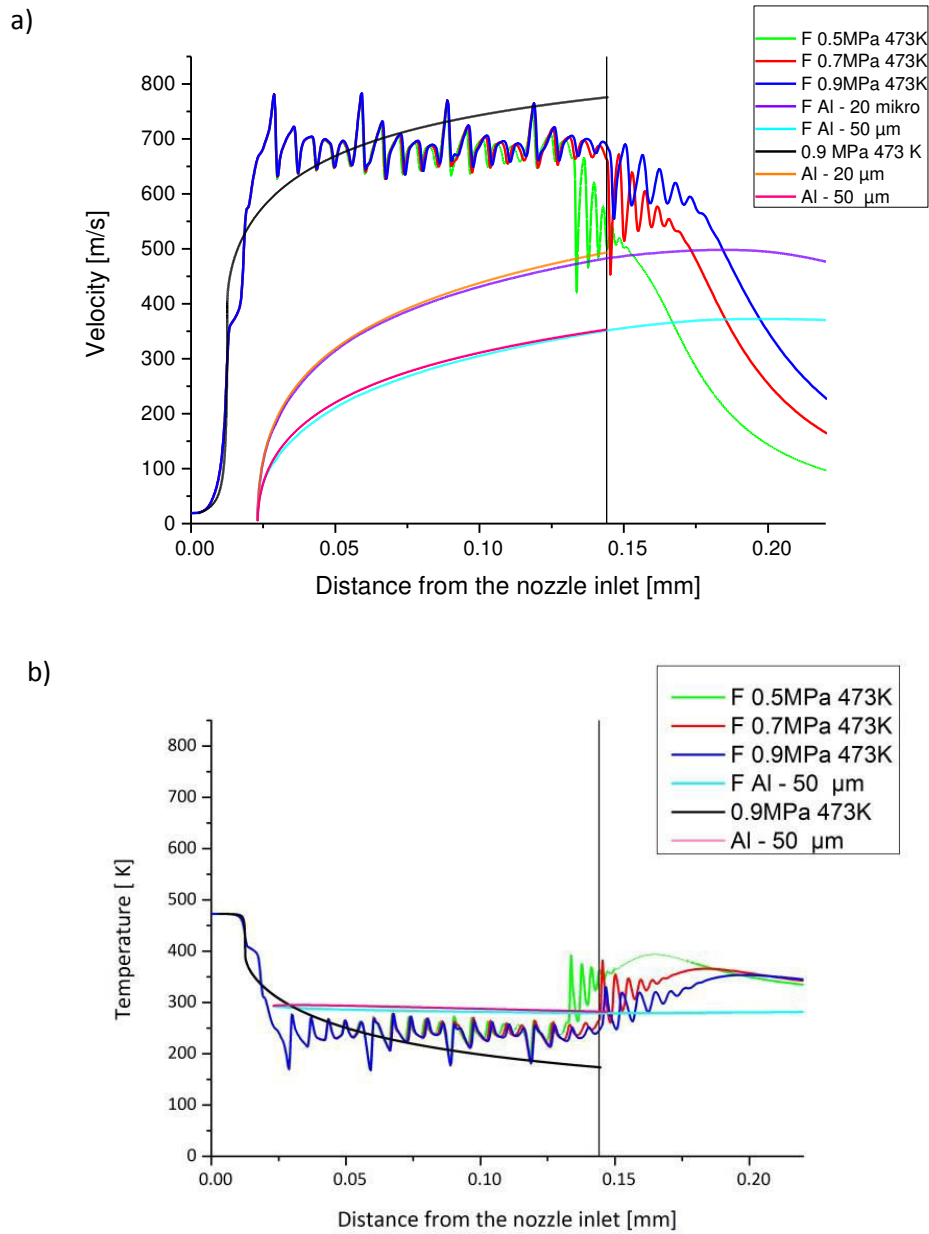 a)
F 0.5MPa 473K
F 0.7MPa 473K
F 0.9MPa 473K
F Al - 20 mikro
F Al - 50 µm
0.9 MPa 473 K
Al - 20 µm
Al - 50 µm
800
700
600
500
400
300
200
100
0
Velocity [m/s]
0.00 0.05 0.10 0.15 0.20
Distance from the nozzle inlet [mm]
b)
F 0.5MPa 473K
F 0.7MPa 473K
F 0.9MPa 473K
F Al - 50 µm
0.9MPa 473K
Al - 50 µm
800
700
600
500
400
300
200
100
0
Temperature [ K]
0.00 0.05 0.10 0.15 0.20
Distance from the nozzle inlet [mm]